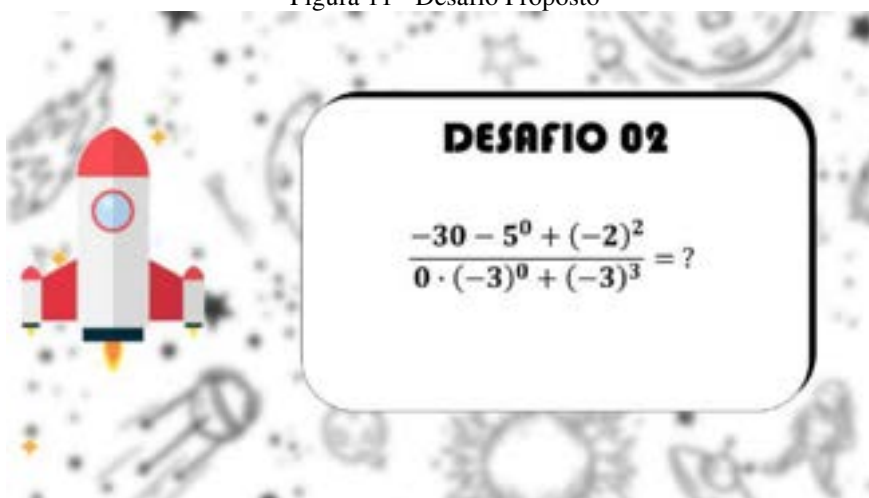 Figura 11 - Desafio Proposto
DESAFIO 02
−30 − 5⁰ + (−2)²
0 · (−3)⁰ + (−3)³ = ?